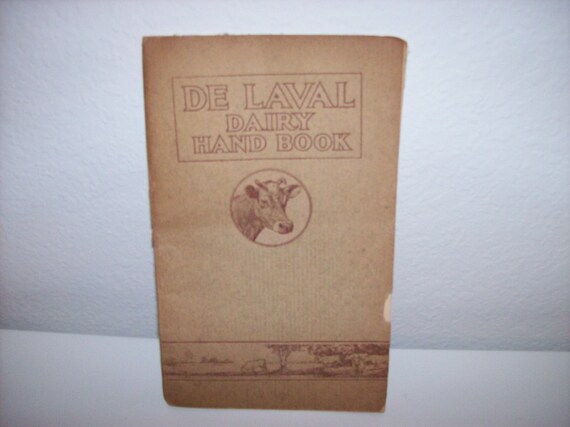 DE LAVAL
DAIRY
HAND BOOK